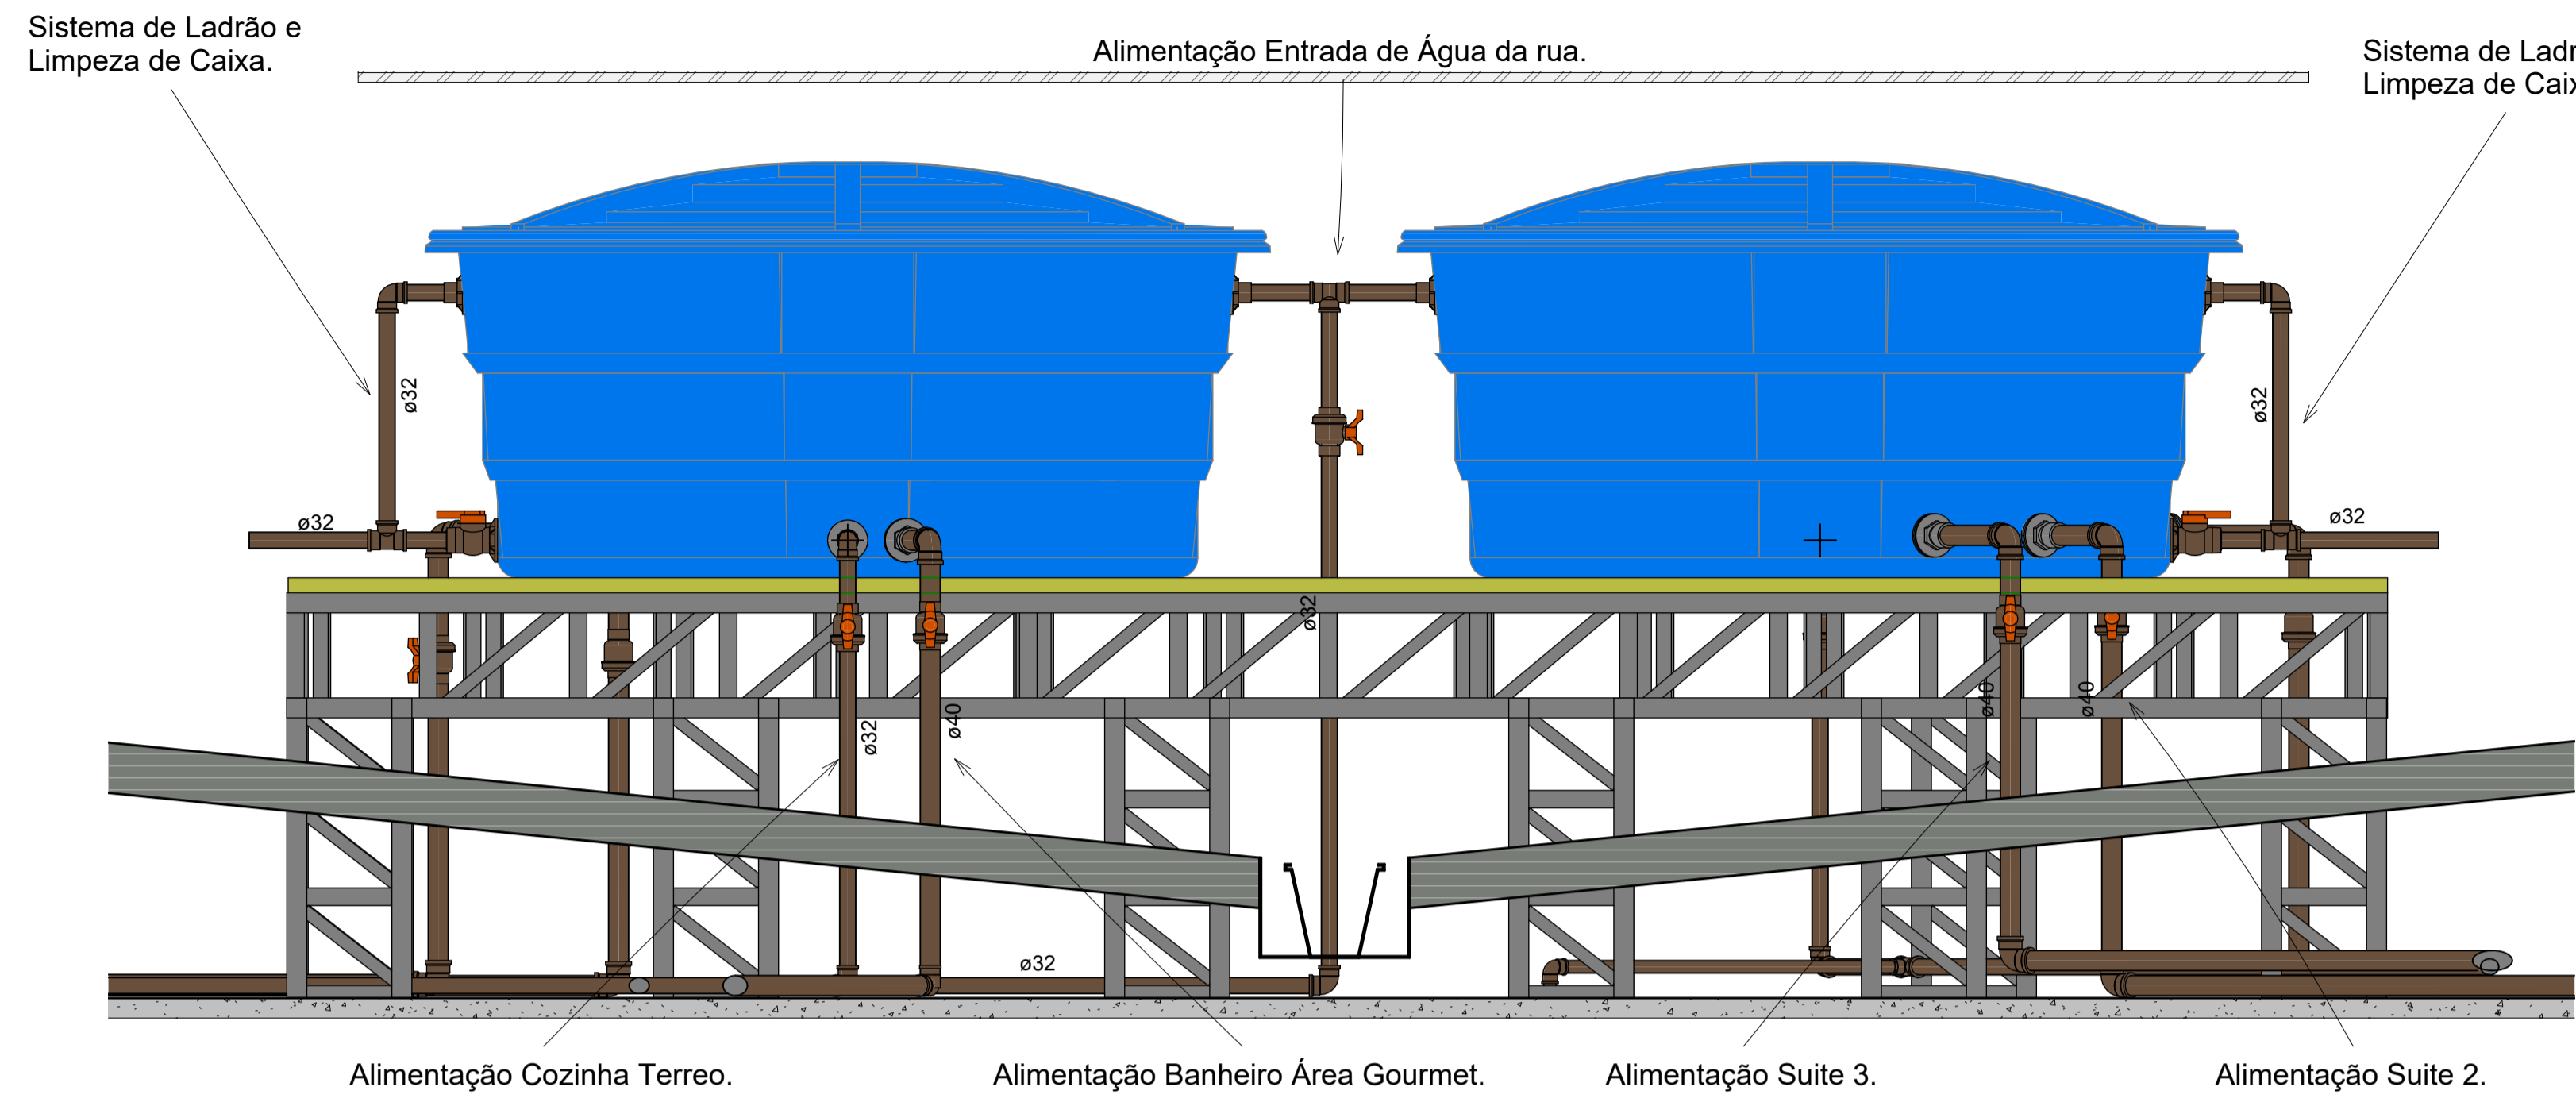 Sistema de Ladrão e
Limpeza de Caixa.
Alimentação Entrada de Água da rua.
Sistema de Ladr
Limpeza de Caix
ø32
ø32
ø32
ø32
ø32
ø32
ø40
ø40
ø40
ø32
Alimentação Cozinha Terreo.
Alimentação Banheiro Área Gourmet.
Alimentação Suite 3.
Alimentação Suite 2.